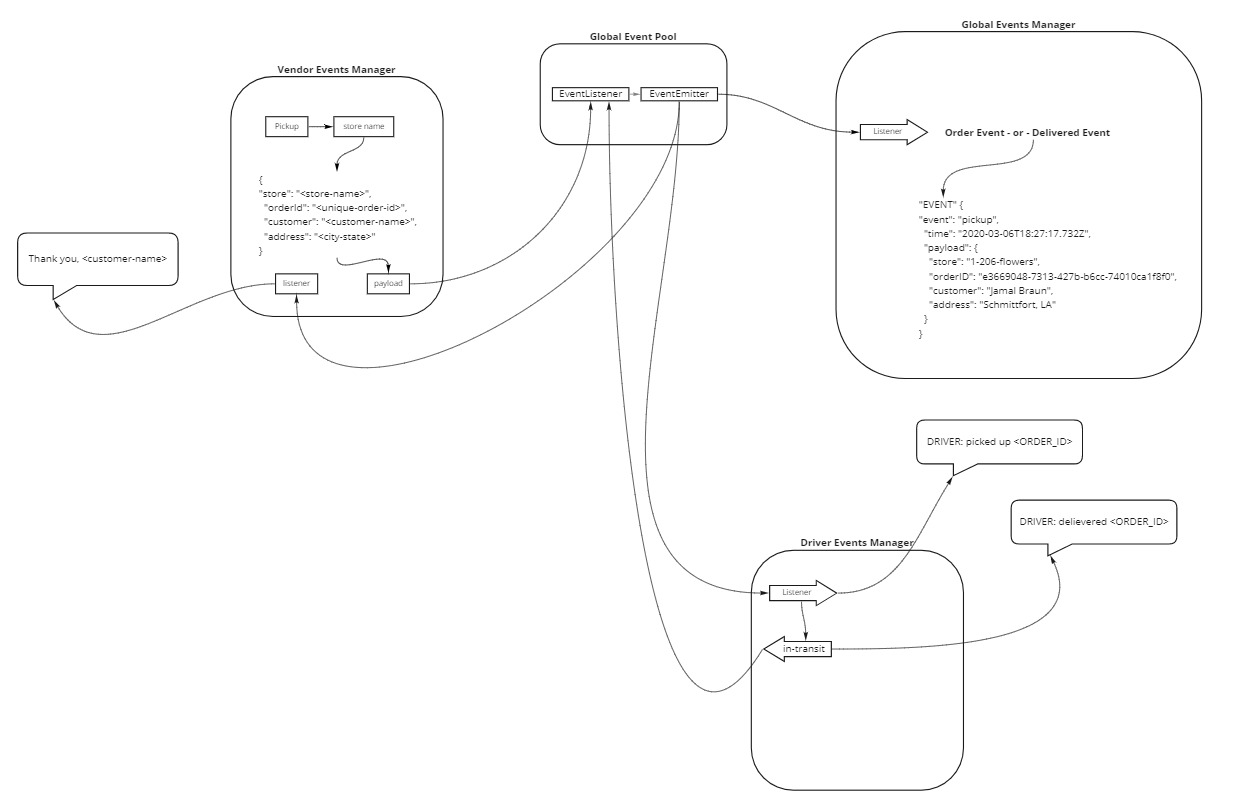 Global Events Manager
Global Event Pool
Vendor Events Manager
EventListener
EventEmitter
Pickup
store name
Listener
Order Event - or - Delivered Event
{
"store": "<store-name>",
"orderId": "<unique-order-id>",
"customer": "<customer-name>",
"address": "<city-state>"
}
"EVENT" {
"event": "pickup",
"time": "2020-03-06T18:27:17.732Z",
"payload": {
"store": "1-206-flowers",
"orderID": "e3669048-7313-427b-b6cc-74010ca1f8f0",
"customer": "Jamal Braun",
"address": "Schmittfort, LA"
}
}
Thank you, <customer-name>
listener
payload
DRIVER: picked up <ORDER_ID>
DRIVER: delievered <ORDER_ID>
Driver Events Manager
Listener
in-transit